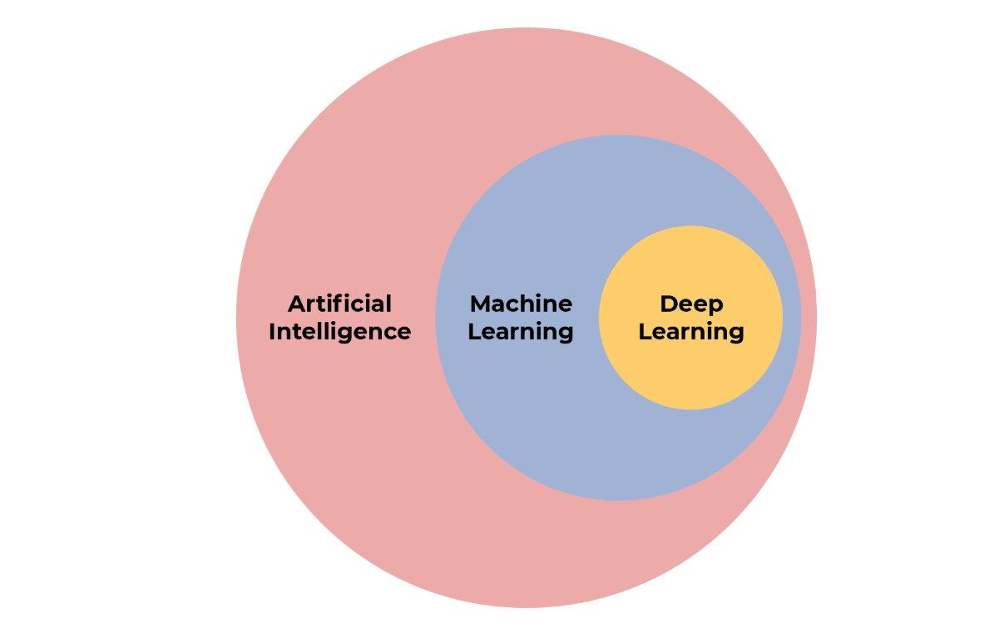 Artificial
Intelligence
Machine
Learning
Deep
Learning